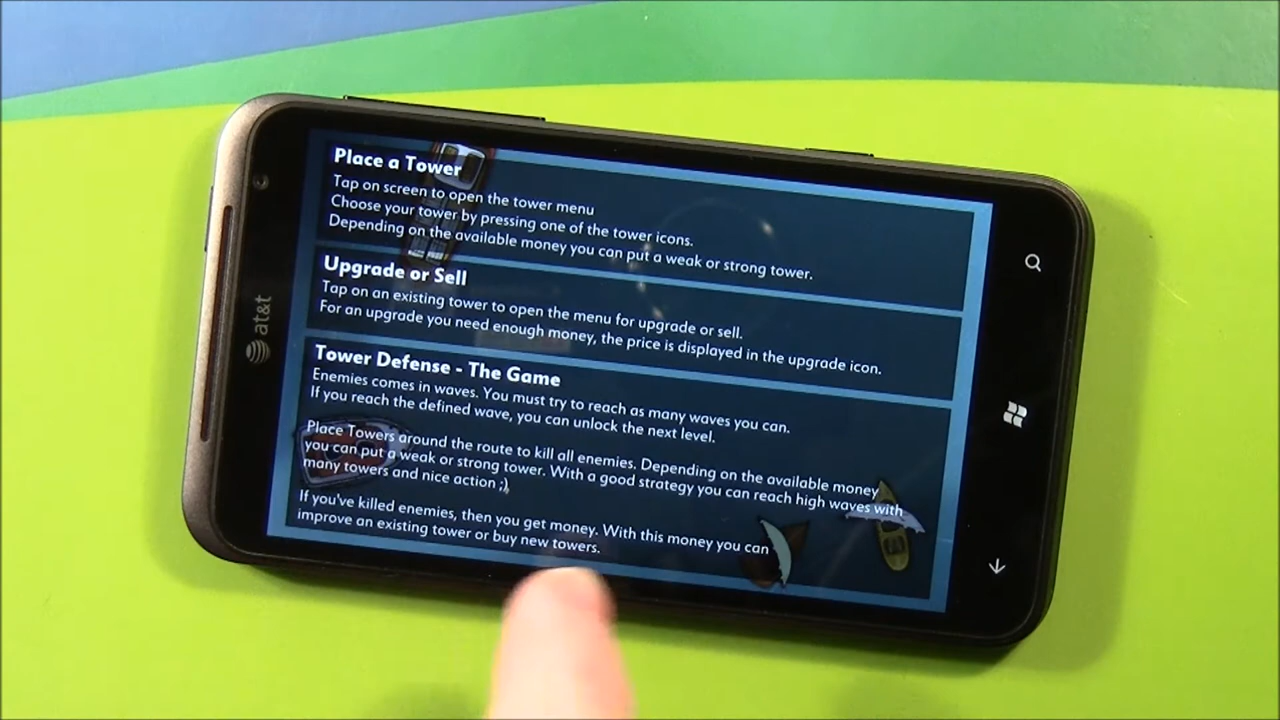 Place a Tower
Tap on screen to open the tower menu
Choose your tower by pressing one of the tower icons.
Depending on the available money you can put a weak or strong tower.
Upgrade or Sell
Tap on an existing tower to open the menu for upgrade or sell.
For an upgrade you need enough money, the price is displayed in the upgrade icon.
Tower Defense - The Game
Enemies comes in waves. You must try to reach as many waves you can.
If you reach the defined wave, you can unlock the next level.
Place Towers around the route to kill all enemies. Depending on the available money
you can put a weak or strong tower. With a good strategy you can reach high waves with
many towers and nice action ;)
If you've killed enemies, then you get money. With this money you can
improve an existing tower or buy new towers.
at&t